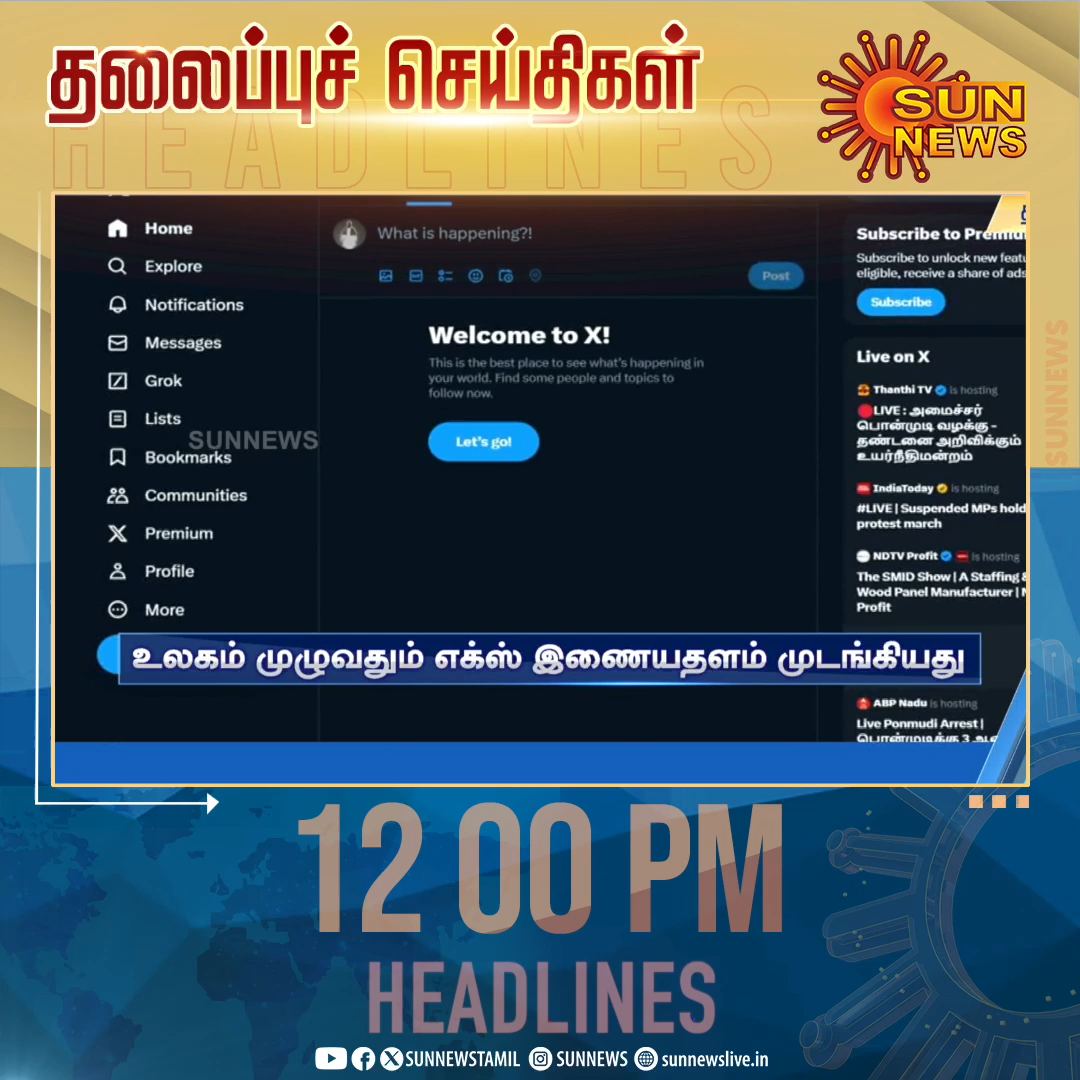 தலைப்புச் செய்திகள்
HEADLINES
SUN
NEWS
Home
Explore
Notifications
Messages
Grok
Lists
Bookmarks
Communities
Premium
Profile
More
SUNNEWS
What is happening?!
Post
Welcome to X!
This is the best place to see what's happening in
your world. Find some people and topics to
follow now.
Let's go!
Subscribe to
Subscribe to unlock new
eligible, receive a share of ads
Subscribe
Live on X
Thanthi TV is hosting
LIVE : அமைச்சர்
பொன்முடி வழக்கு -
தண்டனை அறிவிக்கும்
உயர்நீதிமன்றம்
IndiaToday is hosting
#LIVE | Suspended MPs hold
protest march
NDTV Profit is hosting
The SMID Show | A Staffing &
Wood Panel Manufacturer |
Profit
ABP Nadu is hosting
Live Ponmudi Arrest |
பொன்முடிக்கு 3
உலகம் முழுவதும் எக்ஸ் இணையதளம் முடங்கியது
SUNNEWS
SUNNEWS
12 00 PM
HEADLINES
SUNNEWSTAMIL SUNNEWS sunnewslive.in